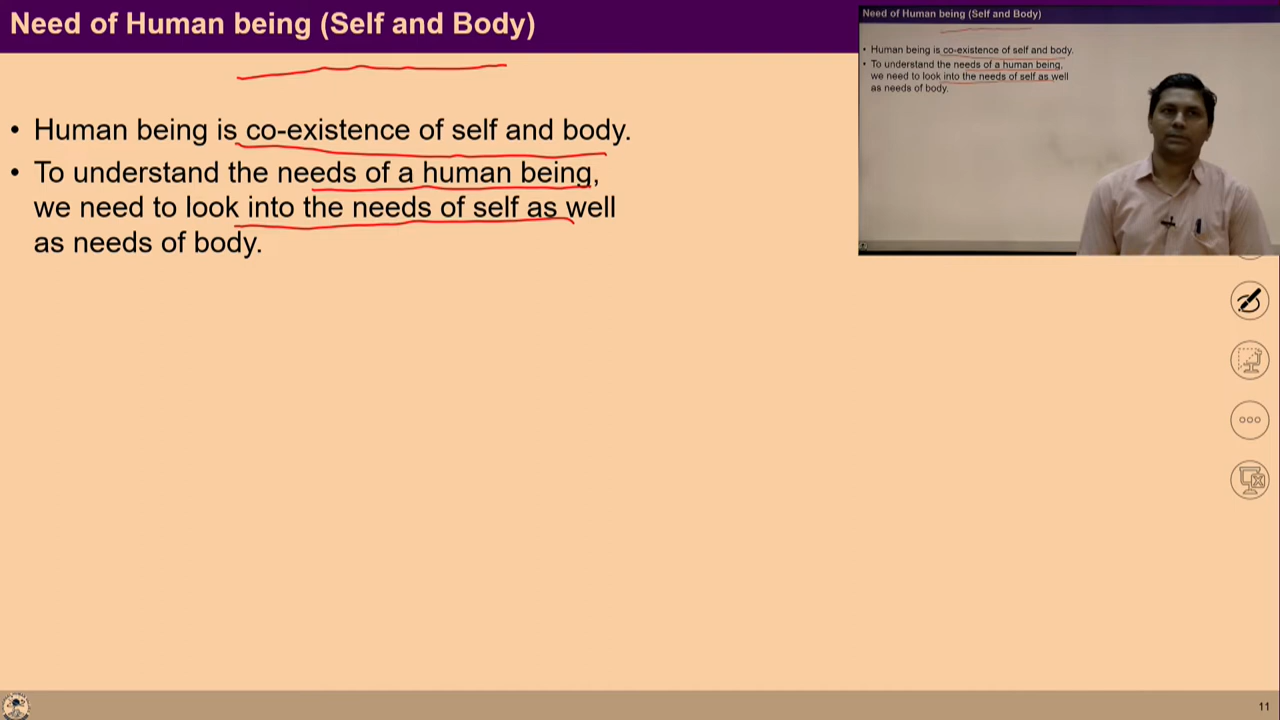 Need of Human being (Self and Body)
• Human being is co-existence of self and body.
• To understand the needs of a human being,
we need to look into the needs of self as well
as needs of body.
Need of Human being (Self and Body)
• Human being is co-existence of self and body.
• To understand the needs of a human being,
we need to look into the needs of self as well
as needs of body.
11